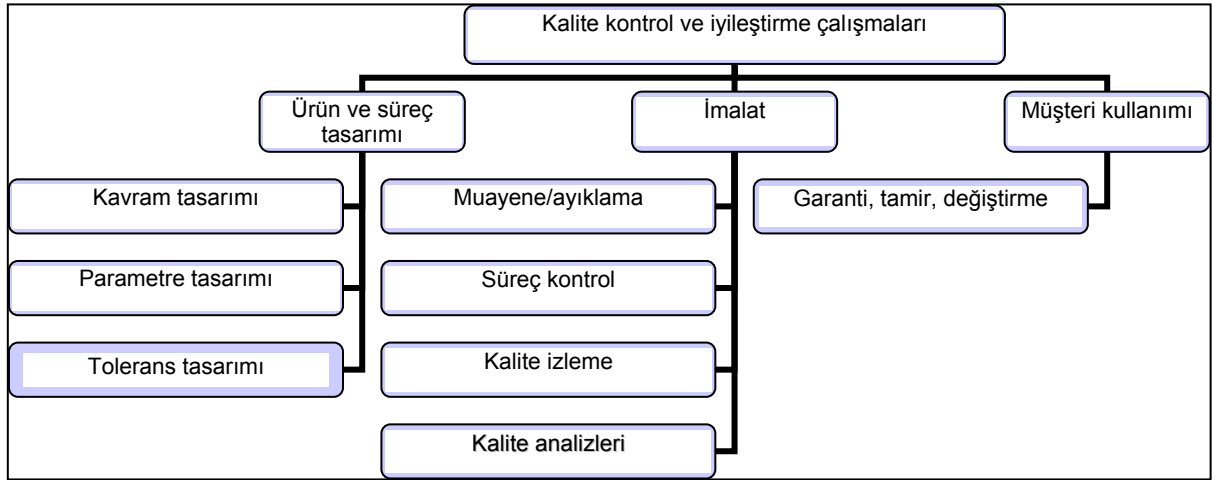 Kalite kontrol ve iyileştirme çalışmaları
Ürün ve süreç
tasarımı
İmalat
Müşteri kullanımı
Kavram tasarımı
Muayene/ayıklama
Garanti, tamir, değiştirme
Parametre tasarımı
Süreç kontrol
Tolerans tasarımı
Kalite izleme
Kalite analizleri